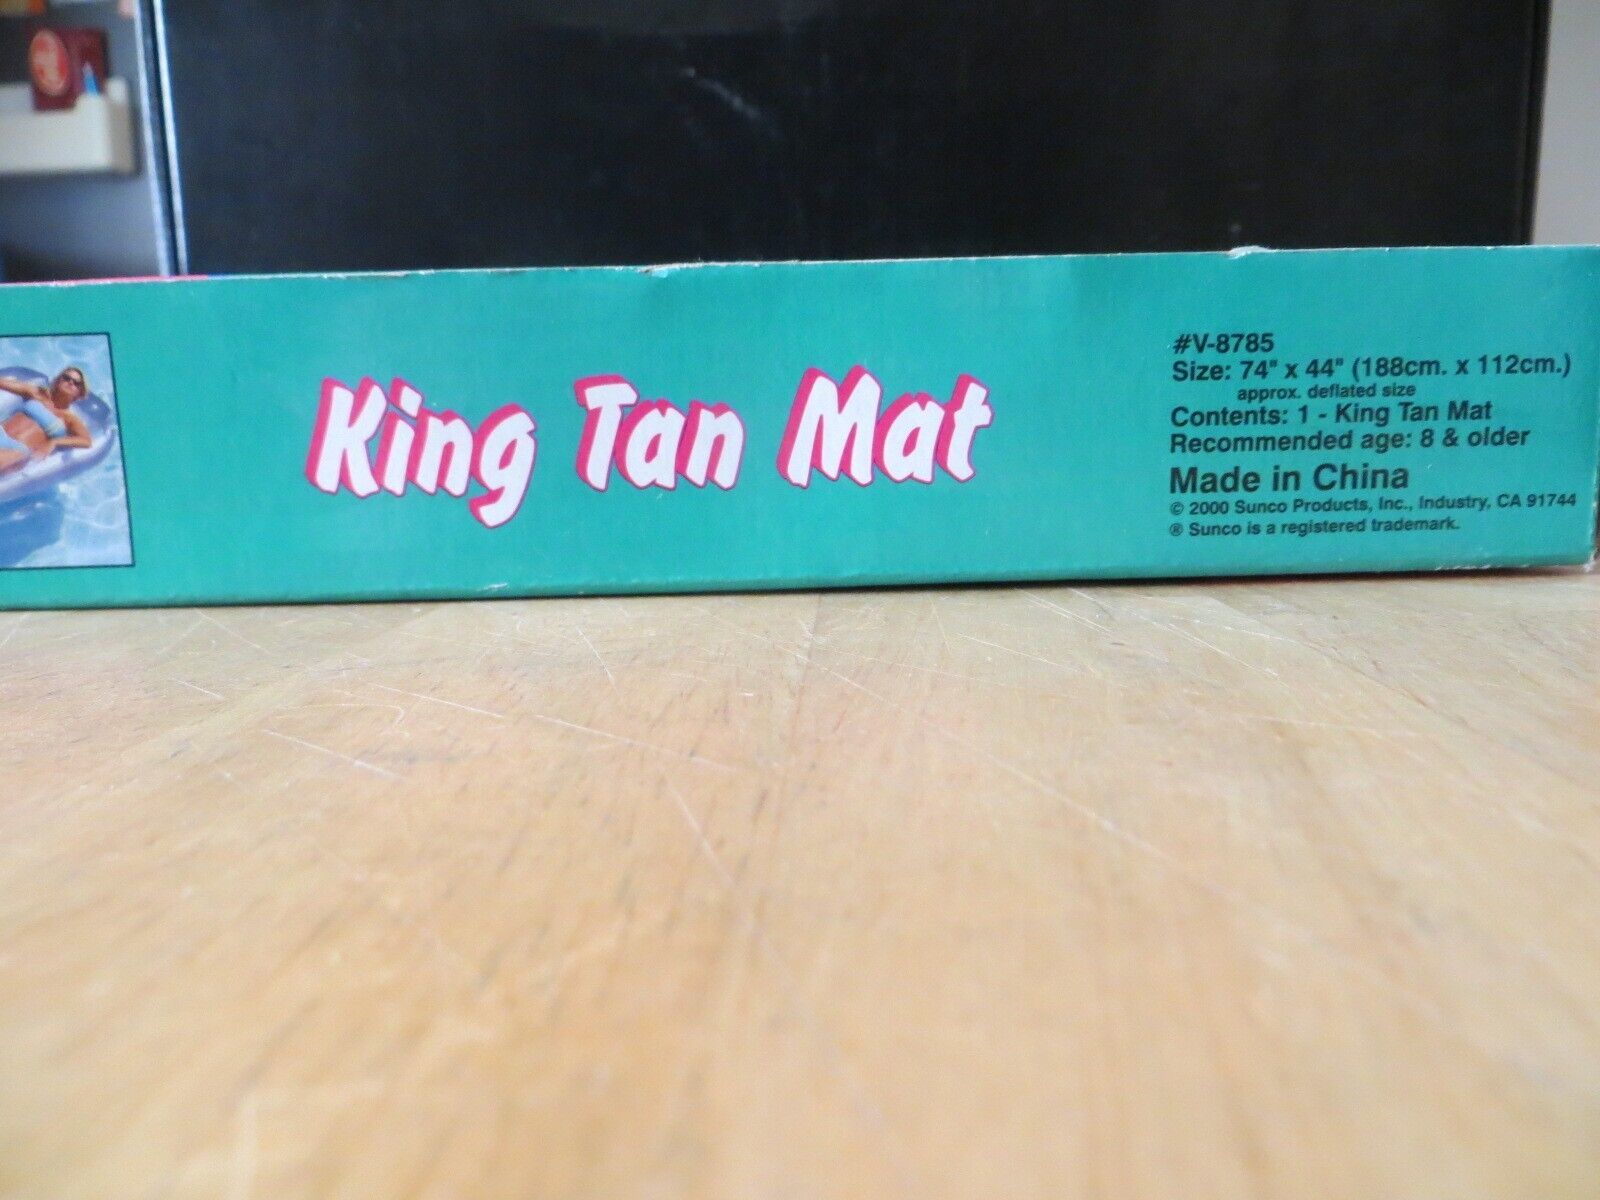 King Tan Mat
#V-8785
Size: 74" x 44" (188cm. x 112cm.)
approx. deflated size
Contents: 1 - King Tan Mat
Recommended age: 8 & older
Made in China
© 2000 Sunco Products, Inc., Industry, CA 91744
® Sunco is a registered trademark.